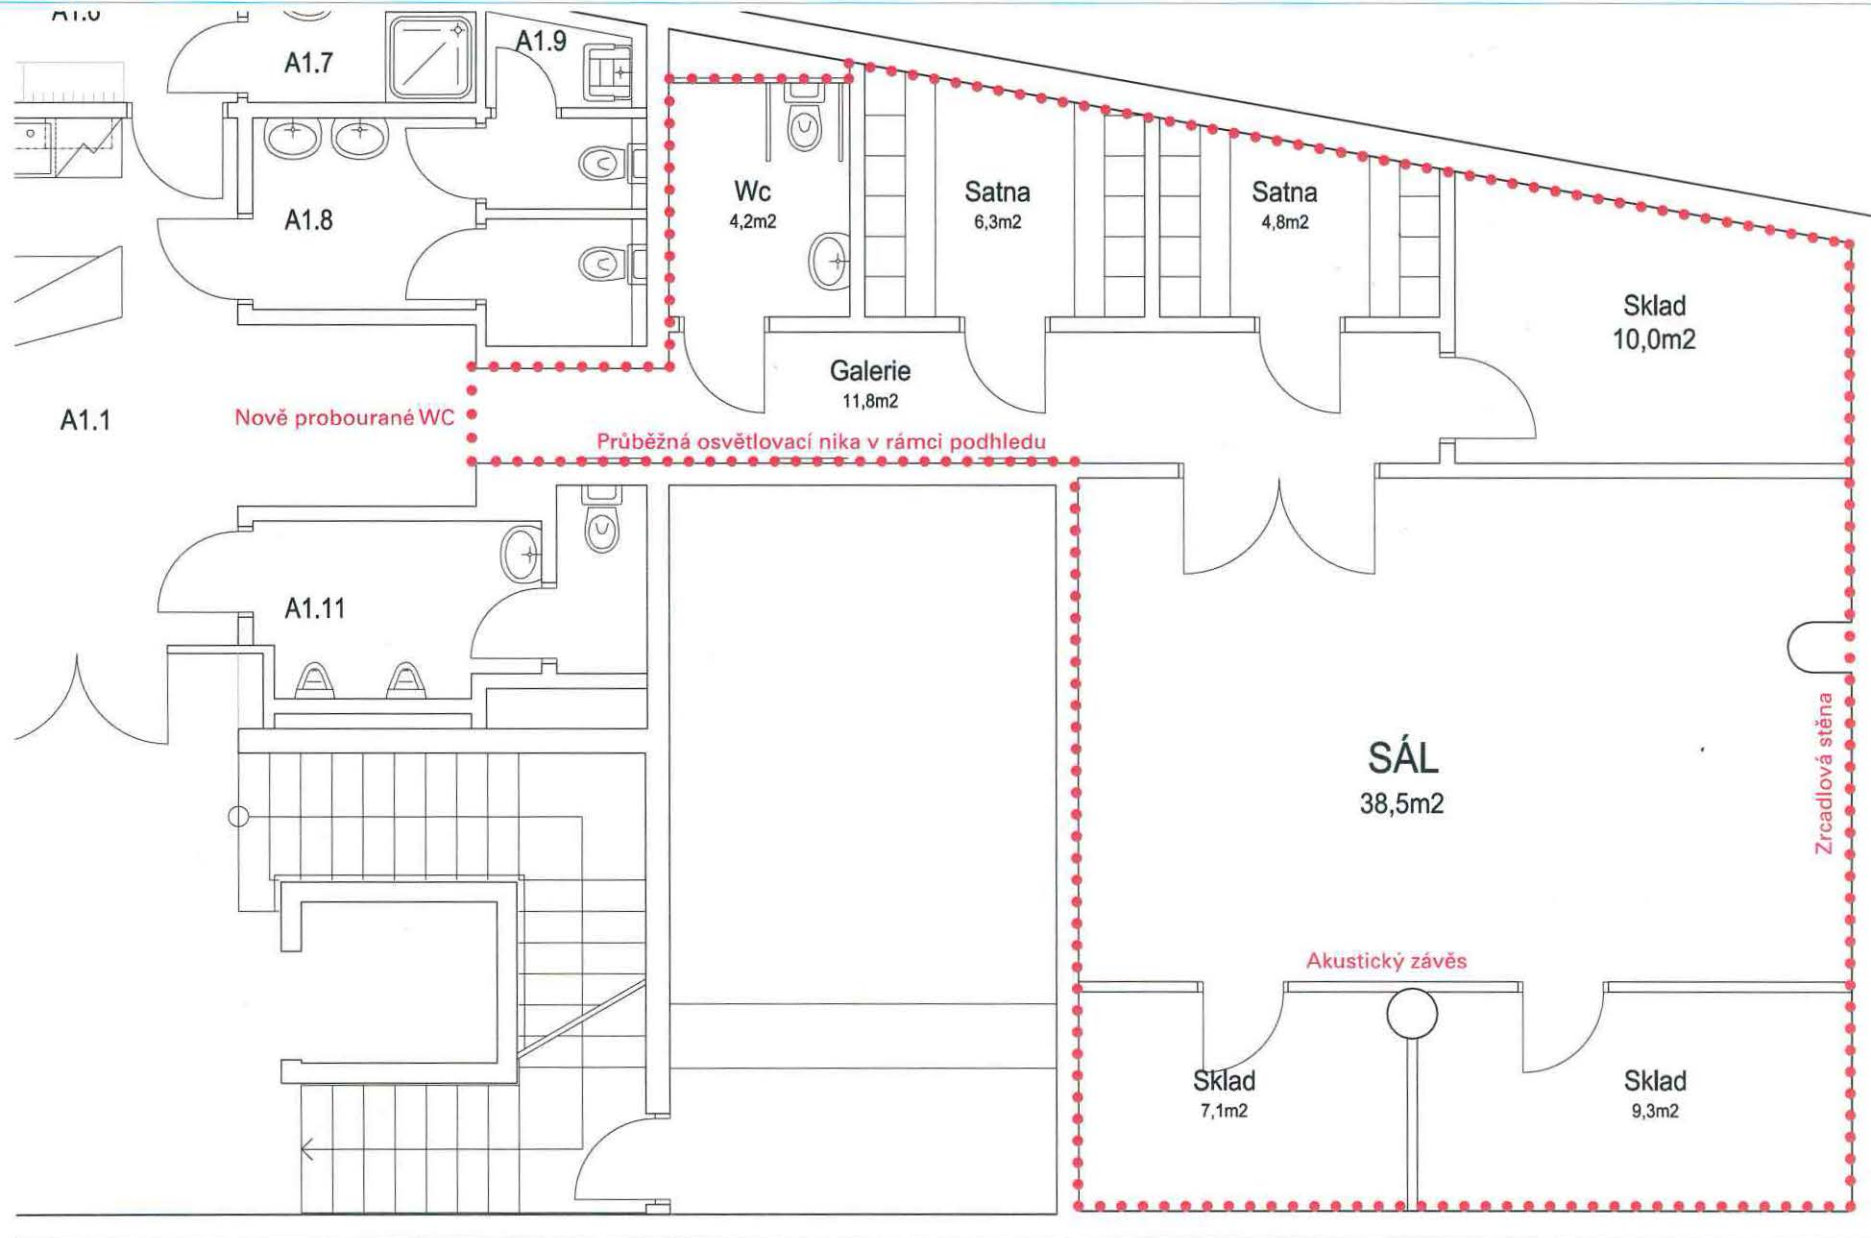 A1.7
A1.9
A1.8
Wc
4,2m2
Satna
6,3m2
Satna
4,8m2
Sklad
10,0m2
Galerie
11,8m2
A1.1
Nově probourané WC
Průběžná osvětlovací nika v rámci podhledu
A1.11
SÁL
38,5m2
Zrcadlová stěna
Akustický závěs
Sklad
7,1m2
Sklad
9,3m2